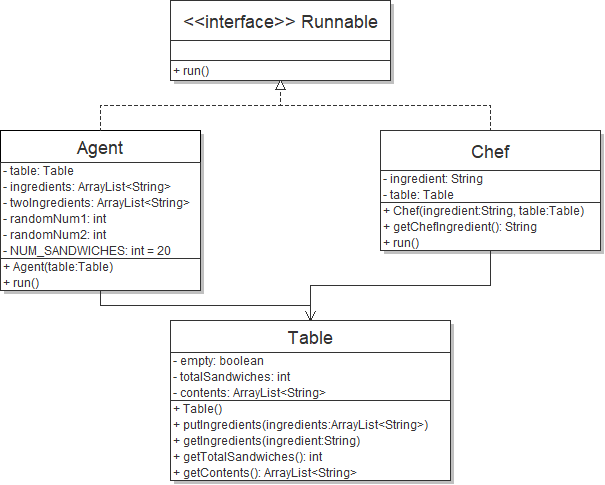 <<interface>> Runnable
+ run()
Agent
- table: Table
- ingredients: ArrayList<String>
- twoIngredients: ArrayList<String>
- randomNum1: int
- randomNum2: int
- NUM_SANDWICHES: int = 20
+ Agent(table:Table)
+ run()
Chef
- ingredient: String
- table: Table
+ Chef(ingredient:String, table:Table)
+ getChefIngredient(): String
+ run()
Table
- empty: boolean
- totalSandwiches: int
- contents: ArrayList<String>
+ Table()
+ putIngredients(ingredients:ArrayList<String>)
+ getIngredients(ingredient:String)
+ getTotalSandwiches(): int
+ getContents(): ArrayList<String>